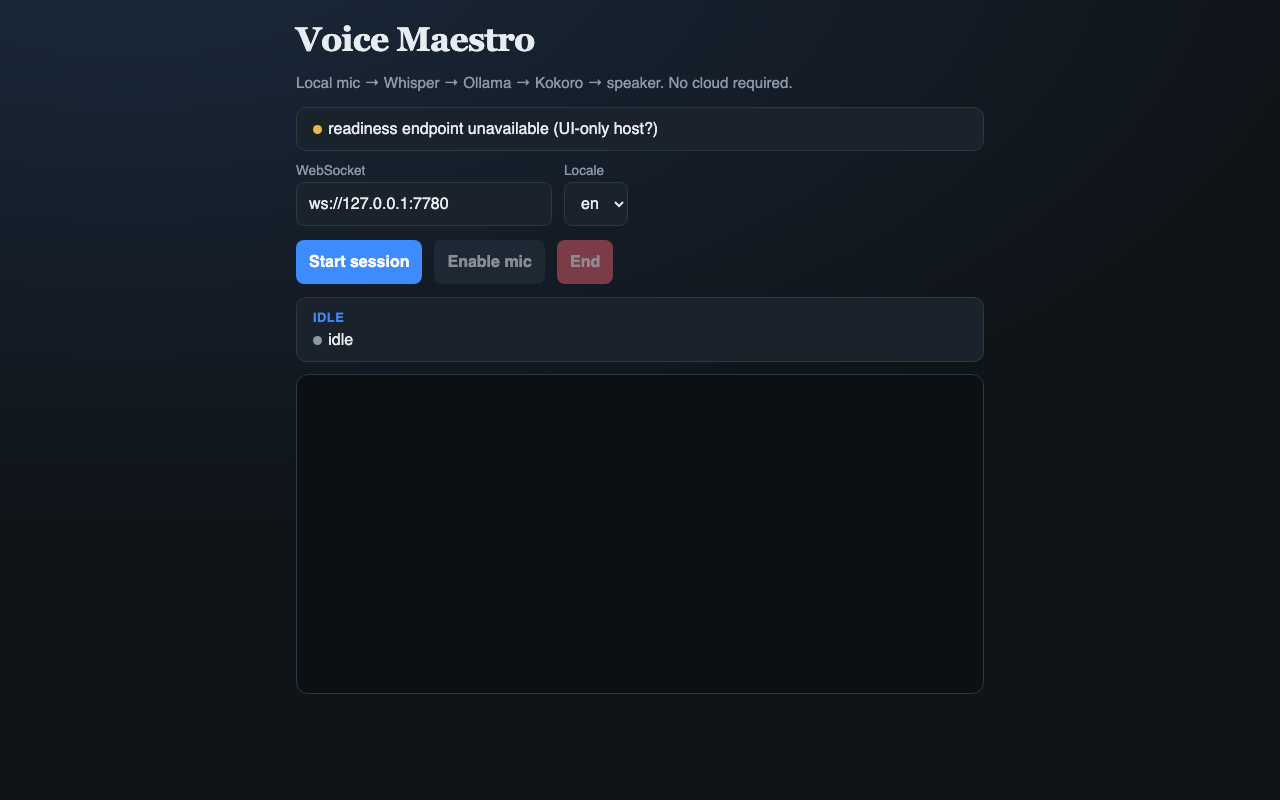 Voice Maestro
Local mic → Whisper → Ollama → Kokoro → speaker. No cloud required.
readiness endpoint unavailable (UI-only host?)
WebSocket Locale
ws://127.0.0.1:7780 en
Start session Enable mic End
IDLE
idle